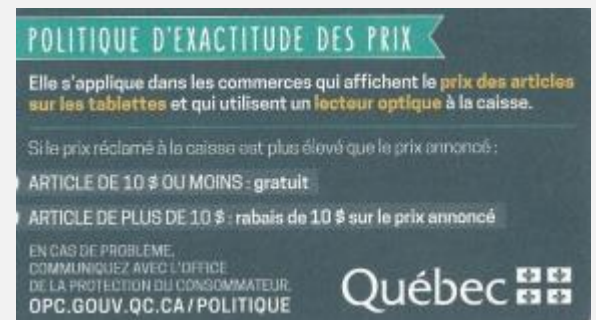 POLITIQUE D'EXACTITUDE DES PRIX
Elle s'applique dans les commerces qui affichent le prix des articles
sur les tablettes et qui utilisent un lecteur optique à la caisse.
Si le prix réclamé à la caisse est plus élevé que le prix annoncé :
ARTICLE DE 10 $ OU MOINS : gratuit
ARTICLE DE PLUS DE 10 $ : rabais de 10 $ sur le prix annoncé
EN CAS DE PROBLÈME,
COMMUNIQUEZ AVEC L'OFFICE
DE LA PROTECTION DU CONSOMMATEUR.
OPC.GOUV.QC.CA/POLITIQUE
Québec